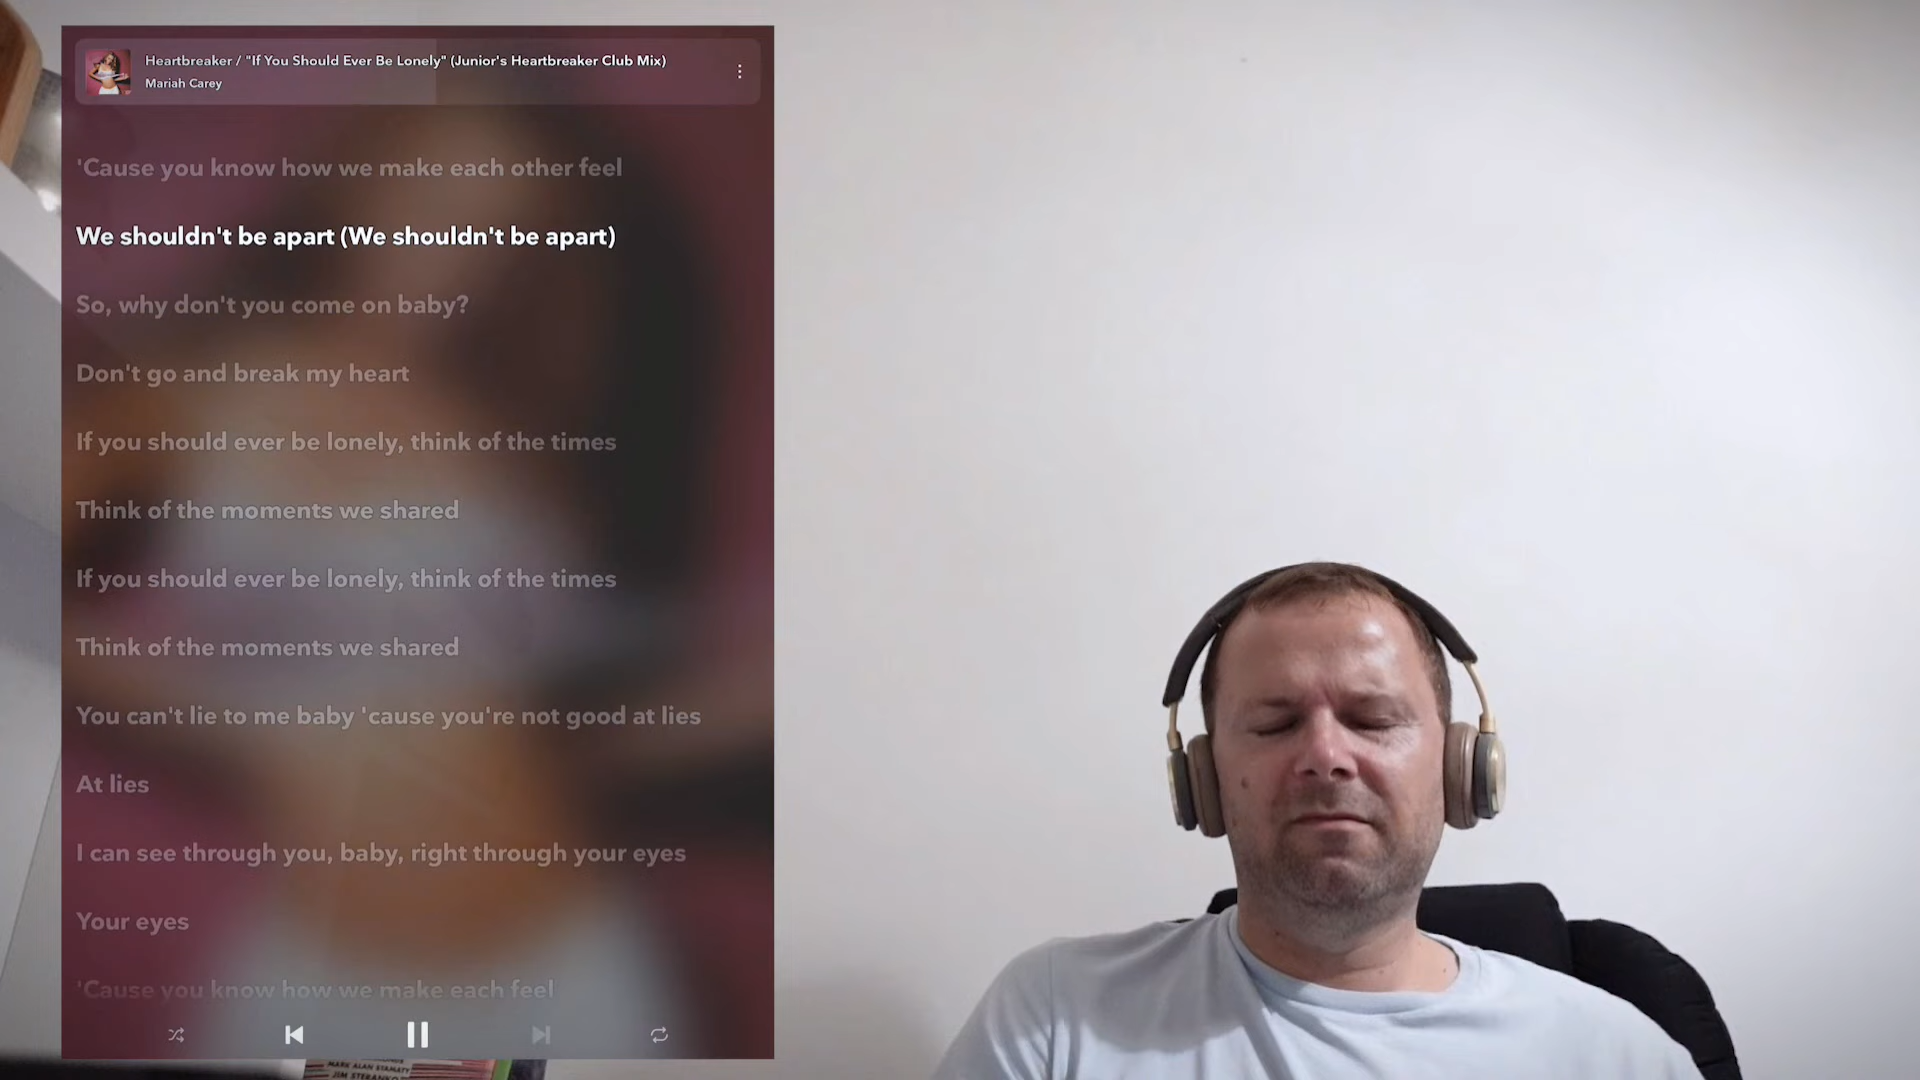 Heartbreaker / "If You Should Ever Be Lonely" (Junior's Heartbreaker Club Mix)
Mariah Carey
'Cause you know how we make each other feel
We shouldn't be apart (We shouldn't be apart)
So, why don't you come on baby?
Don't go and break my heart
If you should ever be lonely, think of the times
Think of the moments we shared
If you should ever be lonely, think of the times
Think of the moments we shared
You can't lie to me baby 'cause you're not good at lies
At lies
I can see through you, baby, right through your eyes
Your eyes
'Cause you know how we make each feel
MARK ALAN STAMATY
JIM STERANKO